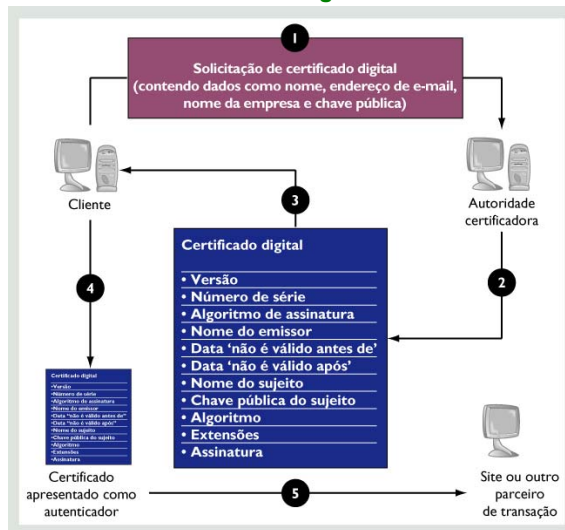 1
Solicitação de certificado digital
(contendo dados como nome, endereço de e-mail,
nome da empresa e chave pública)
Cliente
Autoridade
certificadora
3
Certificado digital
• Versão
• Número de série
• Algoritmo de assinatura
• Nome do emissor
• Data ‘não é válido antes de’
• Data ‘não é válido após’
• Nome do sujeito
• Chave pública do sujeito
• Algoritmo
• Extensões
• Assinatura
2
4
Certificado digital
•Versão
•Número de série
•Algoritmo de assinatura
•Nome do emissor
•Data "não é válido antes de"
•Data "não é válido após"
•Nome do sujeito
•Chave pública do sujeito
•Algoritmo
•Extensões
•Assinatura
Certificado
apresentado como
autenticador
5
Site ou outro
parceiro
de transação